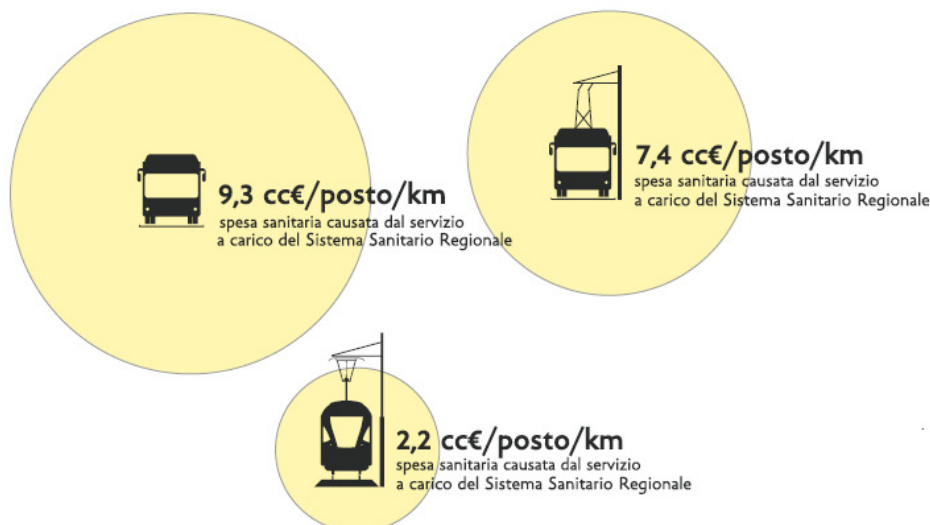 9,3 cc€/posto/km
spesa sanitaria causata dal servizio
a carico del Sistema Sanitario Regionale
7,4 cc€/posto/km
spesa sanitaria causata dal servizio
a carico del Sistema Sanitario Regionale
2,2 cc€/posto/km
spesa sanitaria causata dal servizio
a carico del Sistema Sanitario Regionale